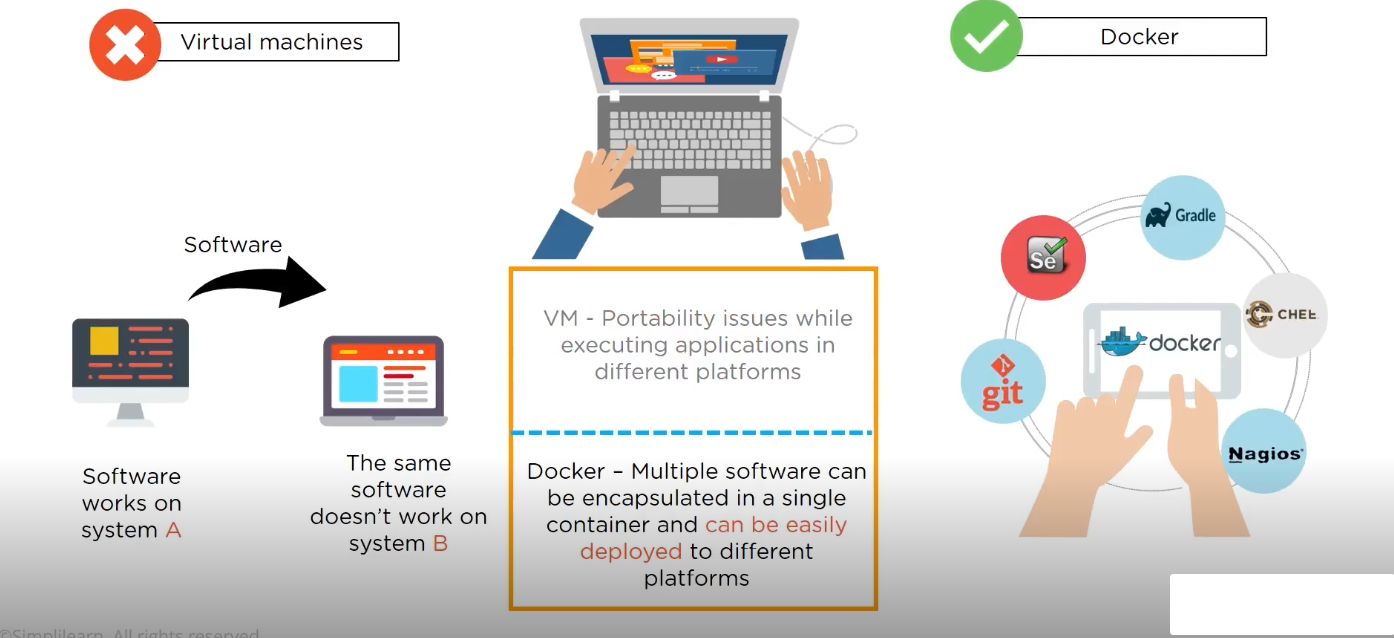 Virtual machines
Docker
Software
Software
works on
system A
The same
software
doesn't work on
system B
VM - Portability issues while
executing applications in
different platforms
Docker – Multiple software can
be encapsulated in a single
container and can be easily
deployed to different
platforms
Gradle
Se
CHEF
docker
git
Nagios
©Simplilearn. All rights reserved.